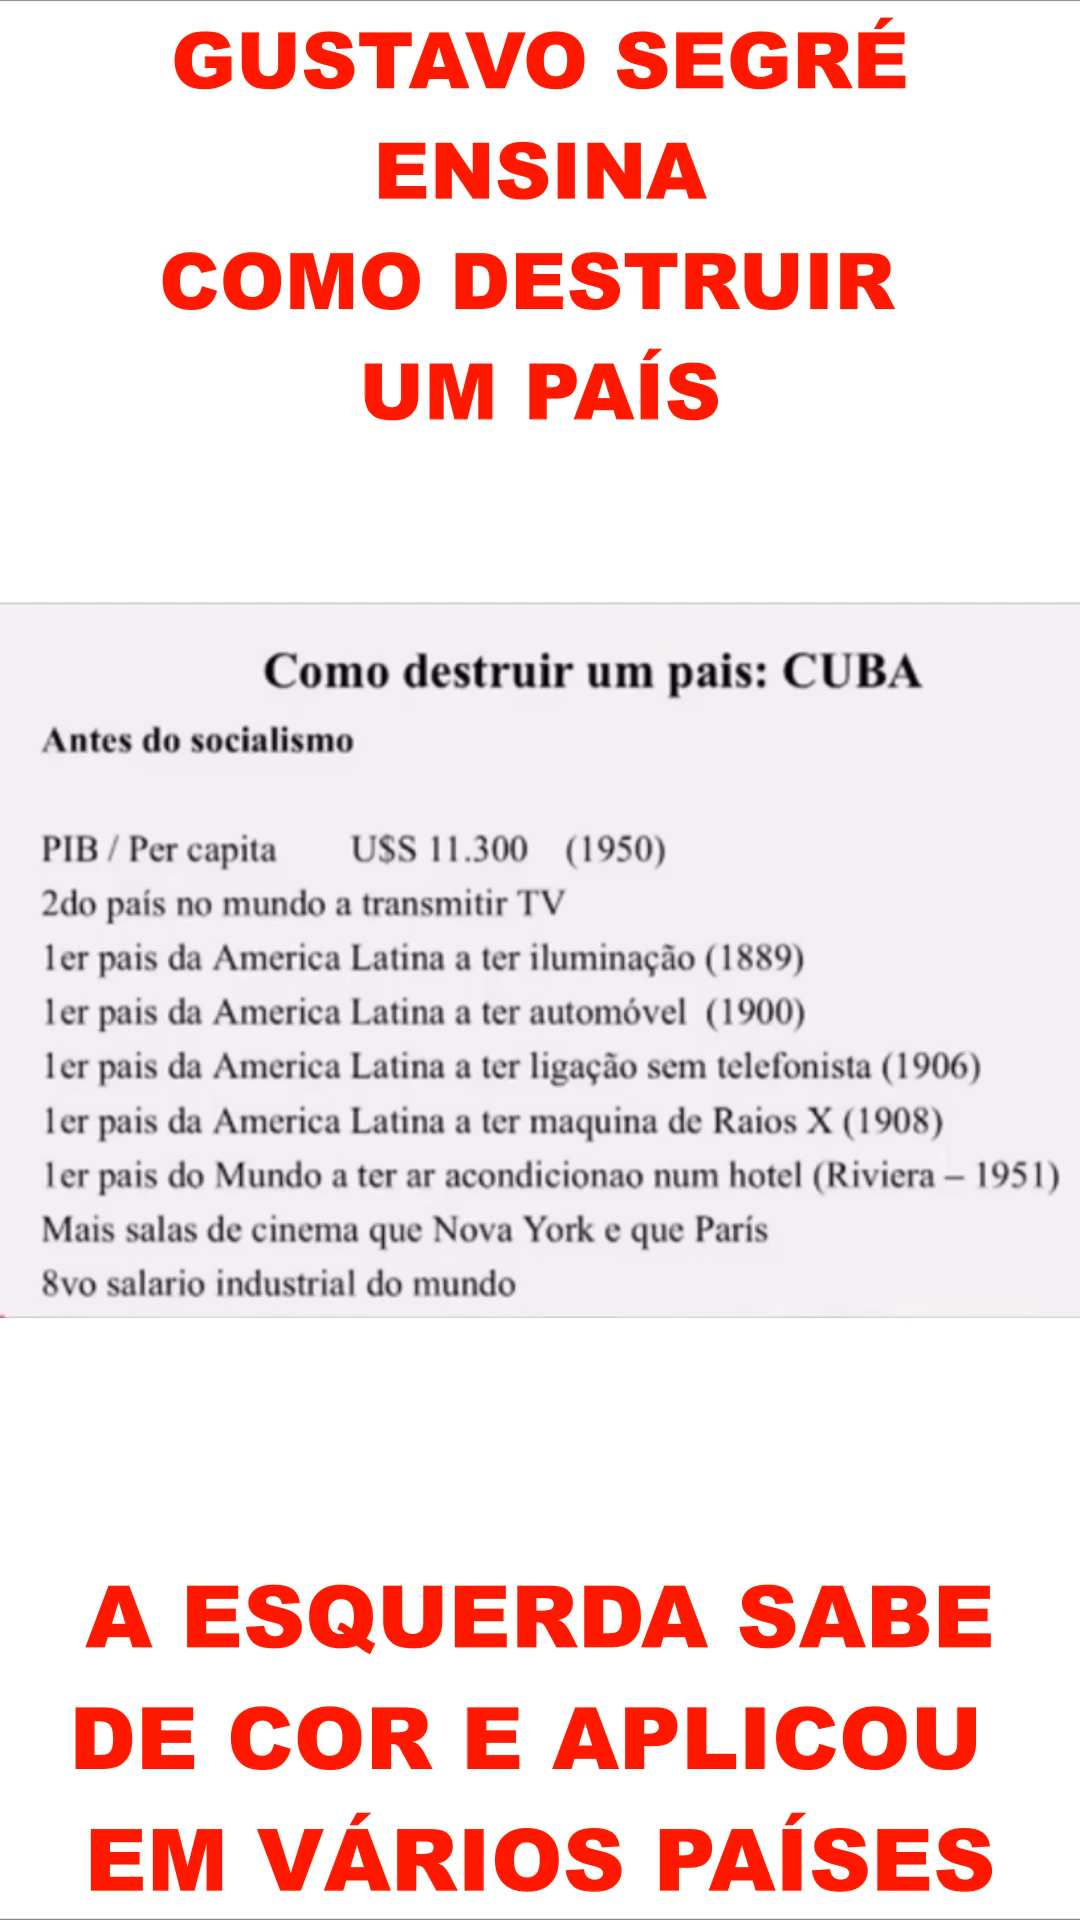 GUSTAVO SEGRÉ
ENSINA
COMO DESTRUIR
UM PAÍS
Como destruir um pais: CUBA
Antes do socialismo
PIB / Per capita U$S 11.300 (1950)
2do país no mundo a transmitir TV
1er pais da America Latina a ter iluminação (1889)
1er pais da America Latina a ter automóvel (1900)
1er pais da America Latina a ter ligação sem telefonista (1906)
1er pais da America Latina a ter maquina de Raios X (1908)
1er pais do Mundo a ter ar acondicionao num hotel (Riviera – 1951)
Mais salas de cinema que Nova York e que París
8vo salario industrial do mundo
A ESQUERDA SABE
DE COR E APLICOU
EM VÁRIOS PAÍSES